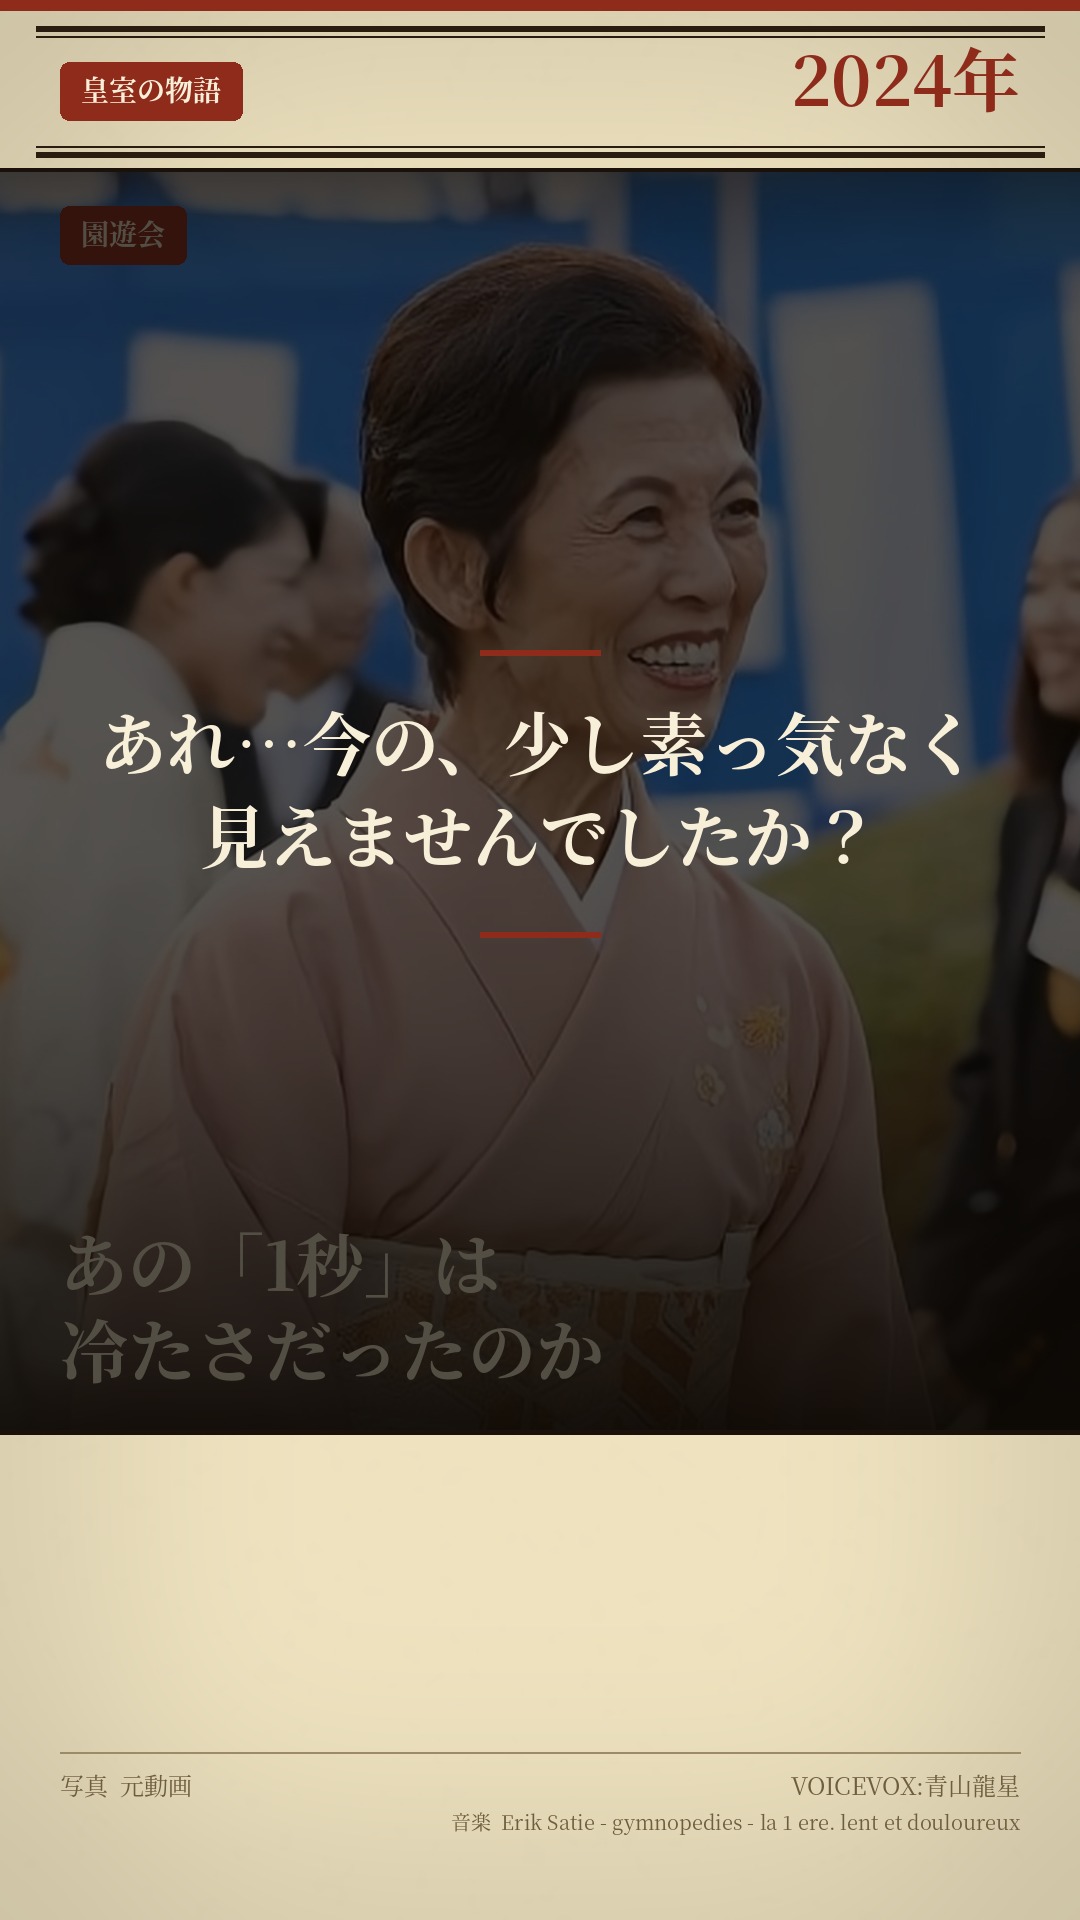 皇室の物語
2024年
園遊会
あれ…今の、少し素っ気なく
見えませんでしたか？
あの「1秒」は
冷たさだったのか
写真 元動画
VOICEVOX:青山龍星
音楽 Erik Satie - gymnopedies - la 1 ere. lent et douloureux